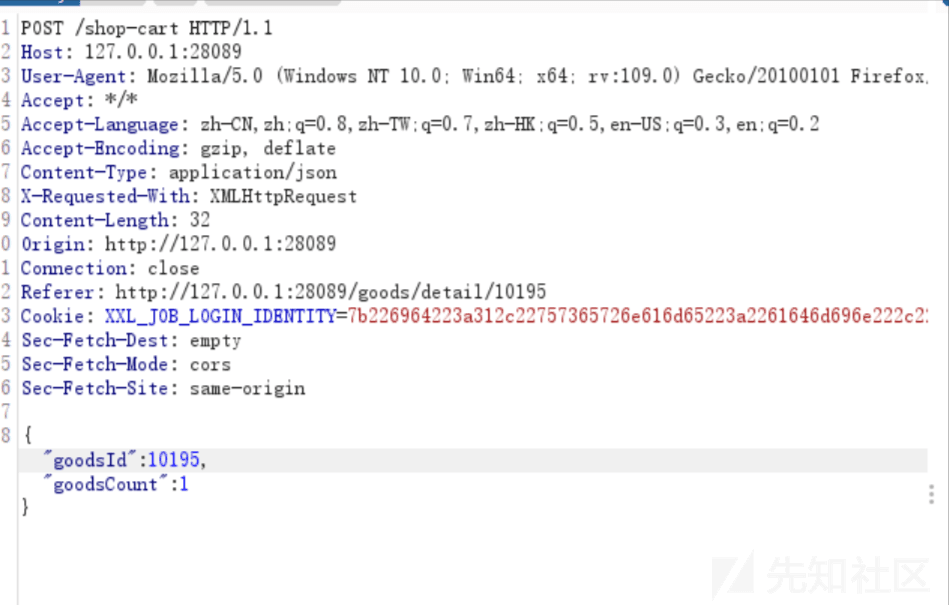 1 POST /shop-cart HTTP/1.1
2 Host: 127.0.0.1:28089
3 User-Agent: Mozilla/5.0 (Windows NT 10.0; Win64; x64; rv:109.0) Gecko/20100101 Firefox
4 Accept: */*
5 Accept-Language: zh-CN,zh;q=0.8,zh-TW;q=0.7,zh-HK;q=0.5,en-US;q=0.3,en;q=0.2
6 Accept-Encoding: gzip, deflate
7 Content-Type: application/json
8 X-Requested-With: XMLHttpRequest
9 Content-Length: 32
0 Origin: http://127.0.0.1:28089
1 Connection: close
2 Referer: http://127.0.0.1:28089/goods/detail/10195
3 Cookie: XXL_JOB_LOGIN_IDENTITY=7b226964223a312c22757365726e616d65223a2261646d696e222c2
4 Sec-Fetch-Dest: empty
5 Sec-Fetch-Mode: cors
6 Sec-Fetch-Site: same-origin
7
8 {
"goodsId":10195,
"goodsCount":1
}
先知社区